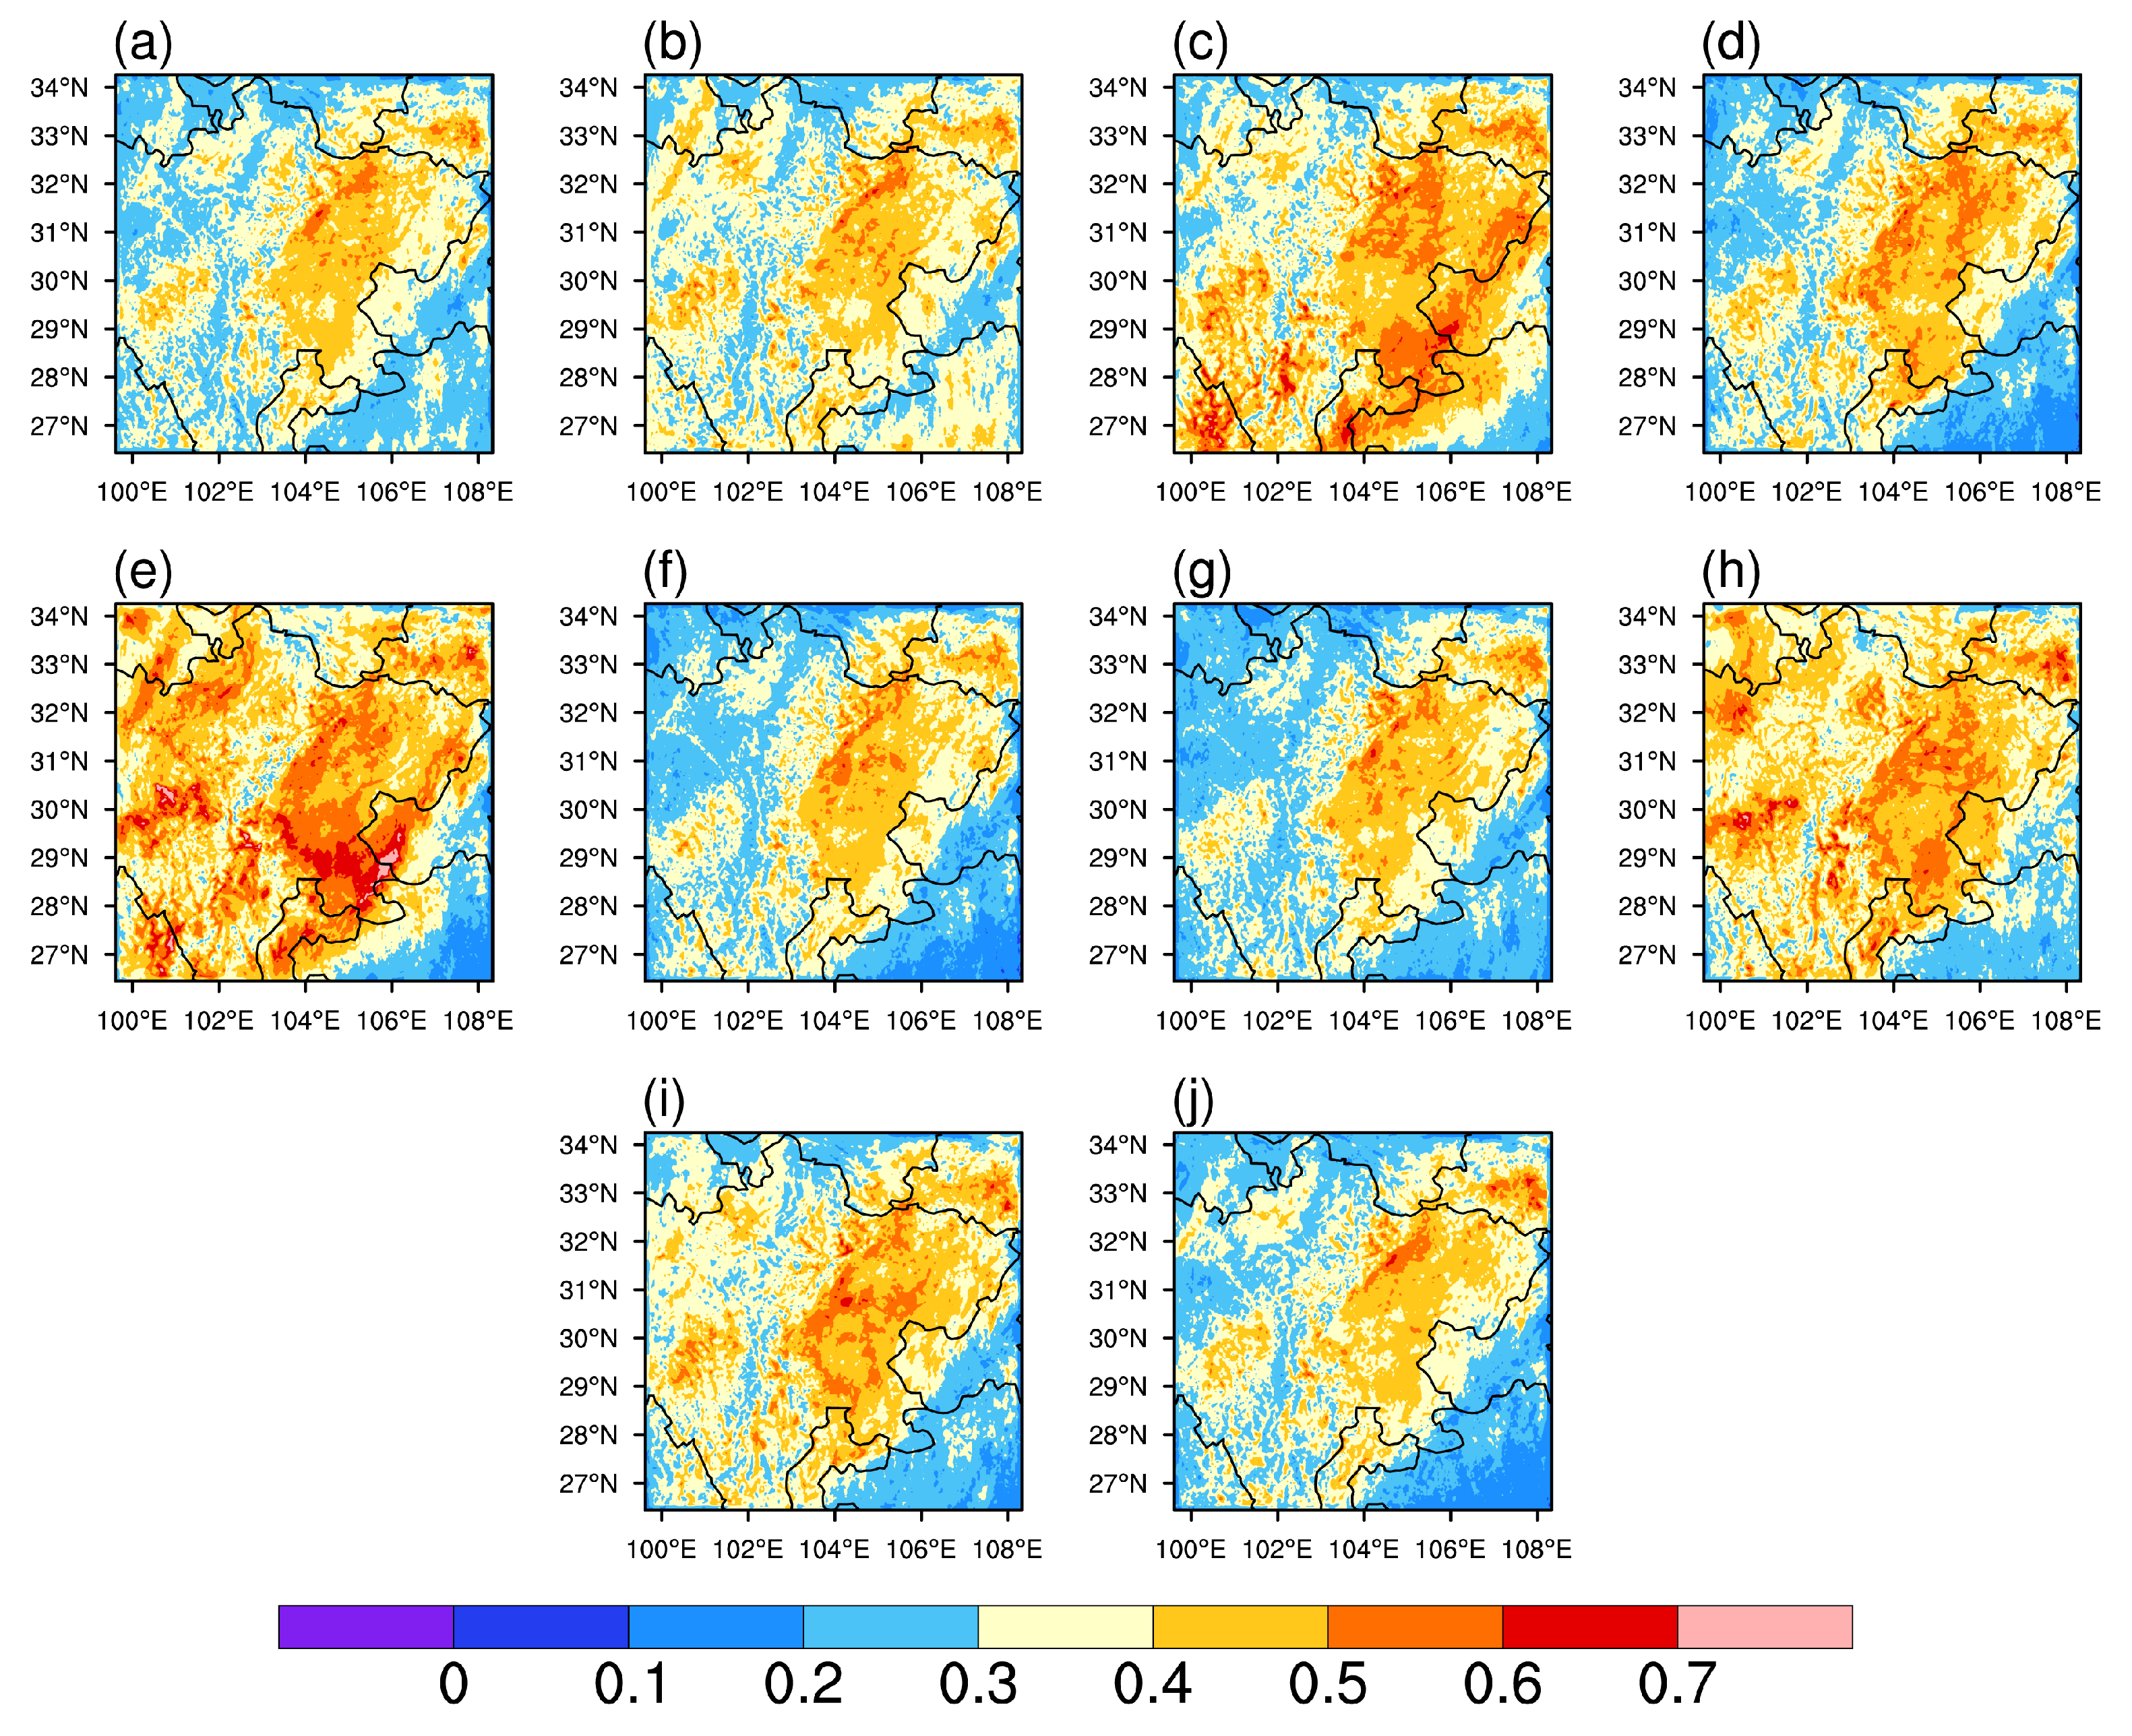 (a) (b) (c) (d)
34°N 34°N 34°N 34°N
33°N 33°N 33°N 33°N
32°N 32°N 32°N 32°N
31°N 31°N 31°N 31°N
30°N 30°N 30°N 30°N
29°N 29°N 29°N 29°N
28°N 28°N 28°N 28°N
27°N 27°N 27°N 27°N
100°E 102°E 104°E 106°E 108°E 100°E 102°E 104°E 106°E 108°E 100°E 102°E 104°E 106°E 108°E 100°E 102°E 104°E 106°E 108°E
(e) (f) (g) (h)
34°N 34°N 34°N 34°N
33°N 33°N 33°N 33°N
32°N 32°N 32°N 32°N
31°N 31°N 31°N 31°N
30°N 30°N 30°N 30°N
29°N 29°N 29°N 29°N
28°N 28°N 28°N 28°N
27°N 27°N 27°N 27°N
100°E 102°E 104°E 106°E 108°E 100°E 102°E 104°E 106°E 108°E 100°E 102°E 104°E 106°E 108°E 100°E 102°E 104°E 106°E 108°E
(i) (j)
34°N 34°N
33°N 33°N
32°N 32°N
31°N 31°N
30°N 30°N
29°N 29°N
28°N 28°N
27°N 27°N
100°E 102°E 104°E 106°E 108°E 100°E 102°E 104°E 106°E 108°E
0 0.1 0.2 0.3 0.4 0.5 0.6 0.7